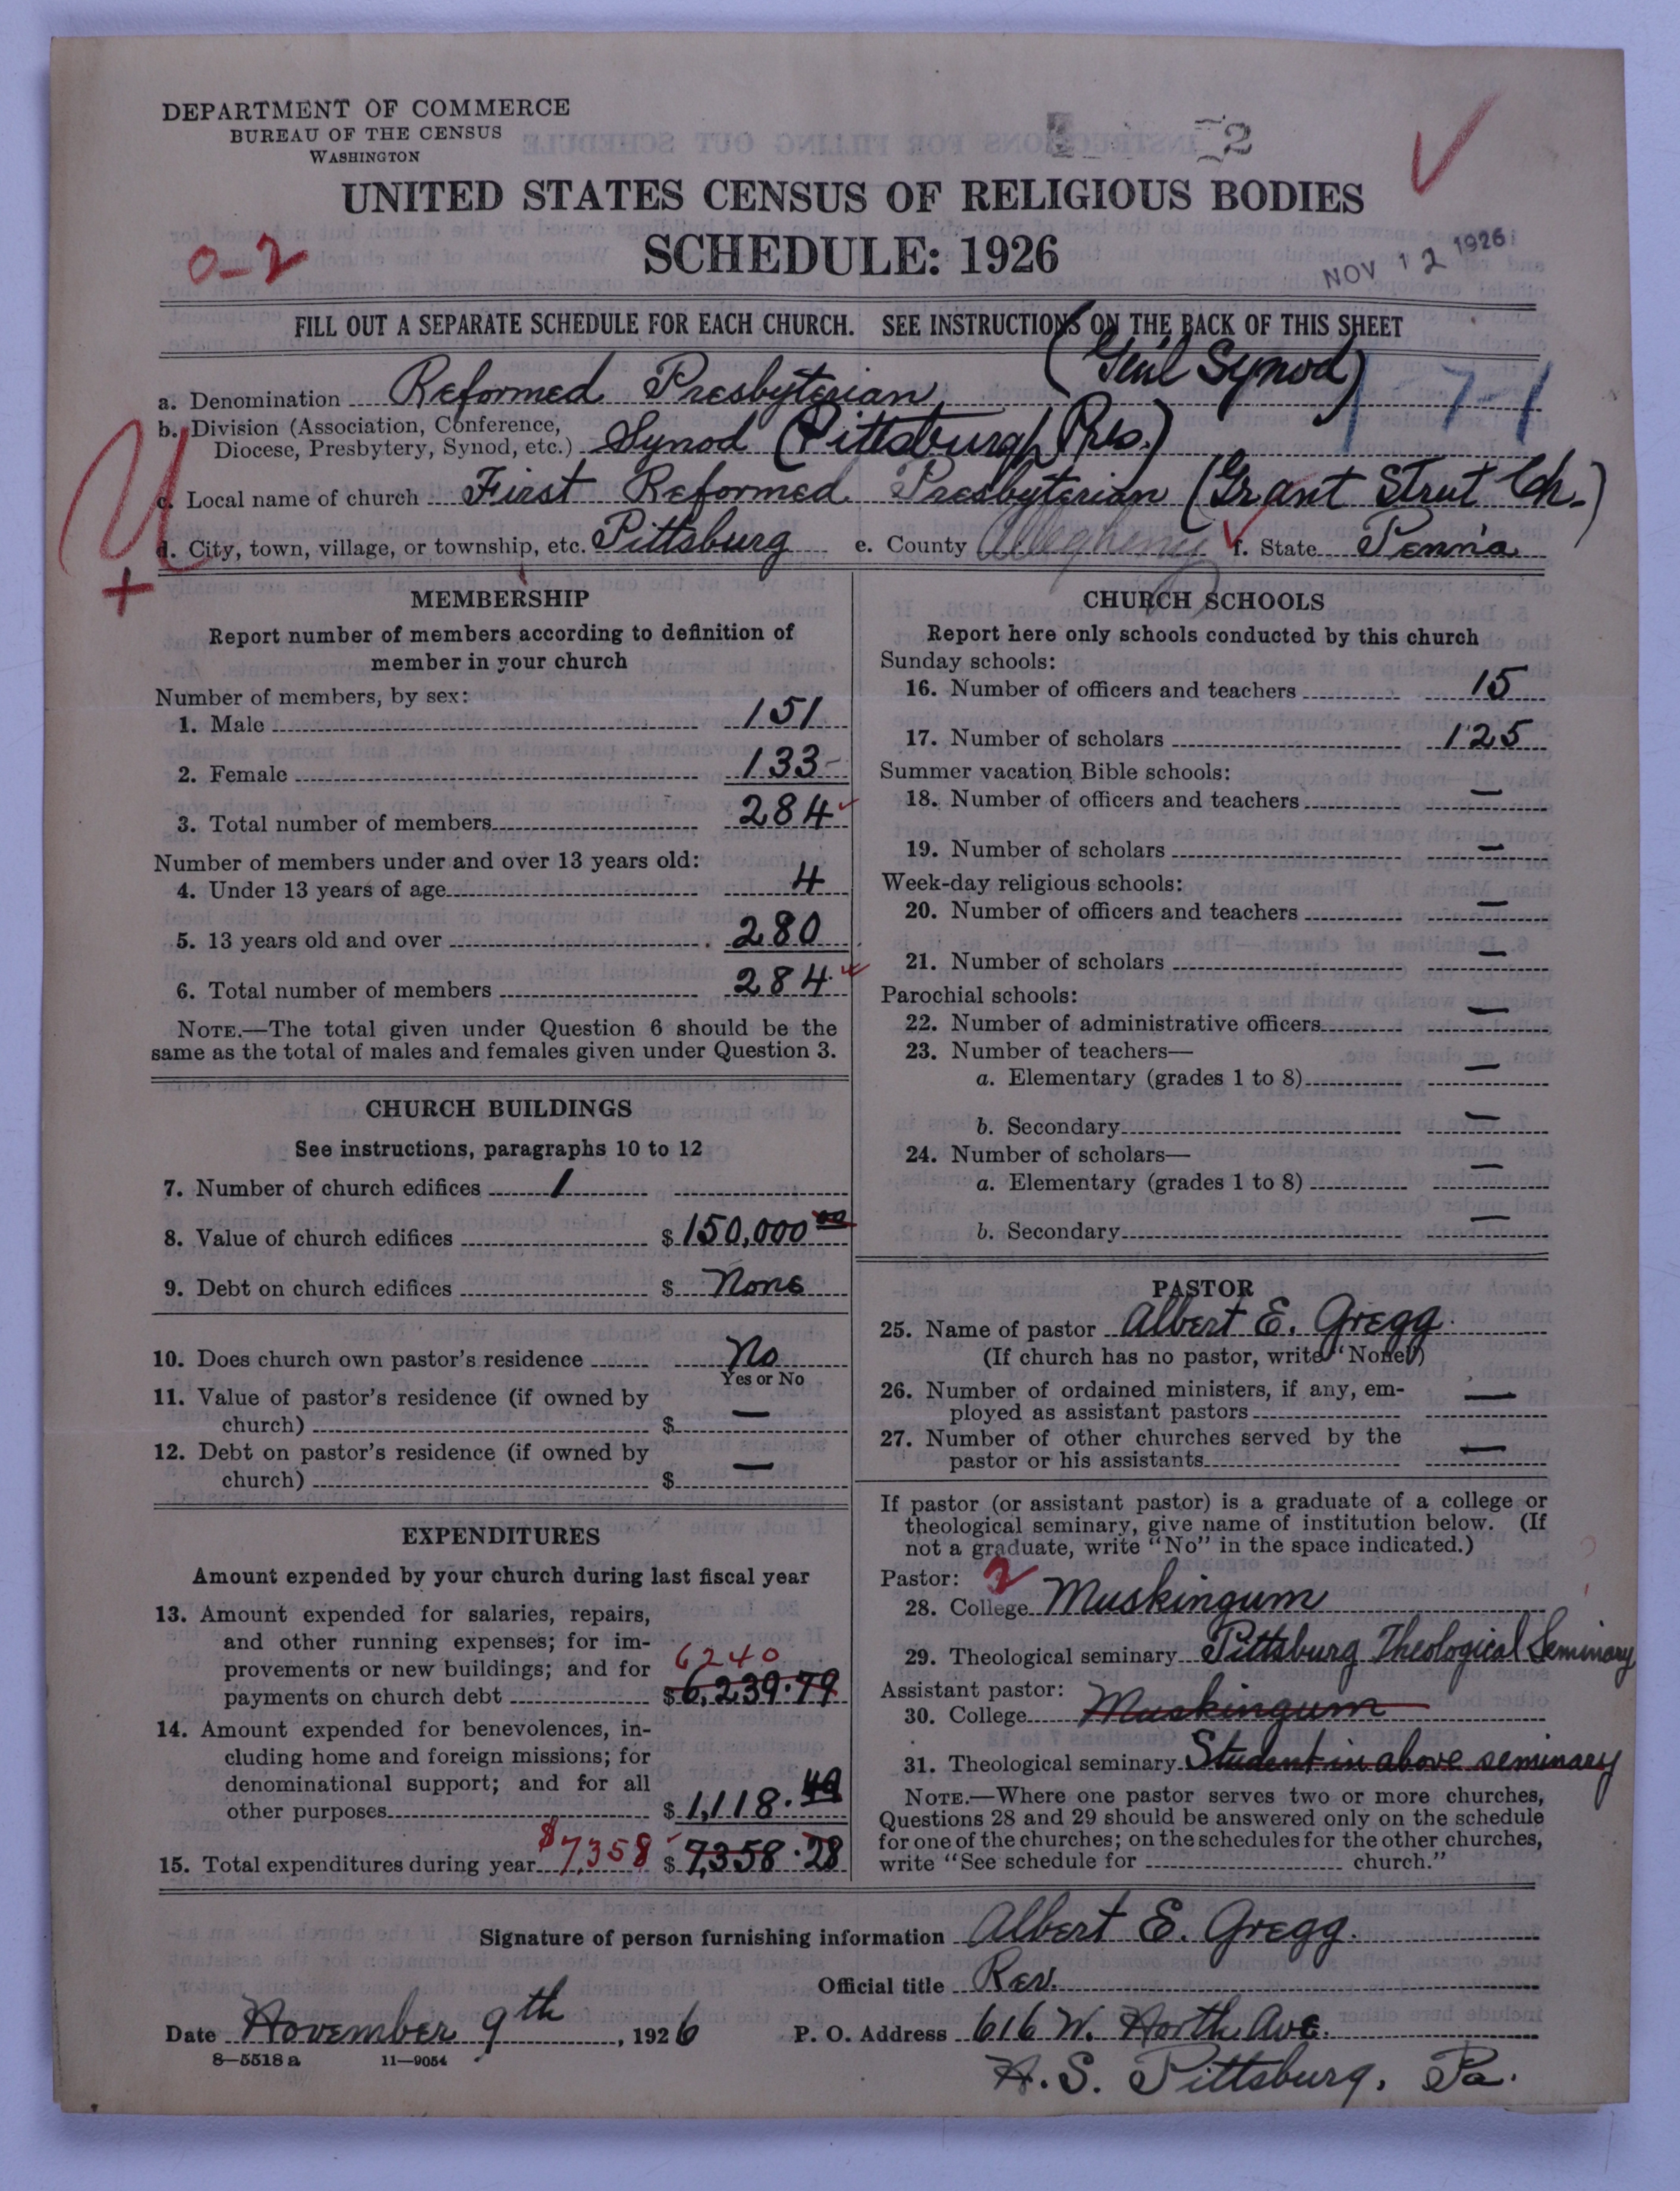 DEPARTMENT OF COMMERCE
BUREAU OF THE CENSUS
WASHINGTON
2
UNITED STATES CENSUS OF RELIGIOUS BODIES
SCHEDULE: 1926
0-2
NOV 12 1926
FILL OUT A SEPARATE SCHEDULE FOR EACH CHURCH. SEE INSTRUCTIONS ON THE BACK OF THIS SHEET
(Gen'l Synod)
a. Denomination Reformed Presbyterian
17-1
b. Division (Association, Conference,
Diocese, Presbytery, Synod, etc.) Synod (Pittsburgh Pres.)
c. Local name of church First Reformed Presbyterian (Grant Street Ch.)
d. City, town, village, or township, etc. Pittsburg e. County Allegheny f. State Penn'a
MEMBERSHIP
Report number of members according to definition of
member in your church
Number of members, by sex:
1. Male 151
2. Female 133
3. Total number of members 284
Number of members under and over 13 years old:
4. Under 13 years of age 4
5. 13 years old and over 280
6. Total number of members 284
NOTE.—The total given under Question 6 should be the
same as the total of males and females given under Question 3.
CHURCH BUILDINGS
See instructions, paragraphs 10 to 12
7. Number of church edifices 1
8. Value of church edifices $150,000 00
9. Debt on church edifices $ None
10. Does church own pastor's residence No
Yes or No
11. Value of pastor's residence (if owned by
church) $ —
12. Debt on pastor's residence (if owned by
church) $ —
EXPENDITURES
Amount expended by your church during last fiscal year
13. Amount expended for salaries, repairs,
and other running expenses; for im-
provements or new buildings; and for 6240
payments on church debt $6,239.79
14. Amount expended for benevolences, in-
cluding home and foreign missions; for
denominational support; and for all
other purposes $1,118.49
15. Total expenditures during year $7,358 $7,358.28
CHURCH SCHOOLS
Report here only schools conducted by this church
Sunday schools:
16. Number of officers and teachers 15
17. Number of scholars 125
Summer vacation Bible schools:
18. Number of officers and teachers —
19. Number of scholars —
Week-day religious schools:
20. Number of officers and teachers —
21. Number of scholars —
Parochial schools:
22. Number of administrative officers —
23. Number of teachers—
a. Elementary (grades 1 to 8) —
b. Secondary —
24. Number of scholars—
a. Elementary (grades 1 to 8) —
b. Secondary —
PASTOR
25. Name of pastor Albert E. Gregg
(If church has no pastor, write "None")
26. Number of ordained ministers, if any, em-
ployed as assistant pastors —
27. Number of other churches served by the
pastor or his assistants —
If pastor (or assistant pastor) is a graduate of a college or
theological seminary, give name of institution below. (If
not a graduate, write "No" in the space indicated.)
Pastor: 2
28. College Muskingum
29. Theological seminary Pittsburg Theological Seminary
Assistant pastor:
30. College Muskingum
31. Theological seminary Student in above seminary
NOTE.—Where one pastor serves two or more churches,
Questions 28 and 29 should be answered only on the schedule
for one of the churches; on the schedules for the other churches,
write "See schedule for church."
Signature of person furnishing information Albert E. Gregg.
Official title Rev.
Date November 9th, 1926 P. O. Address 616 W. North Ave.
8-5518a 11-9054
N.S. Pittsburg, Pa.